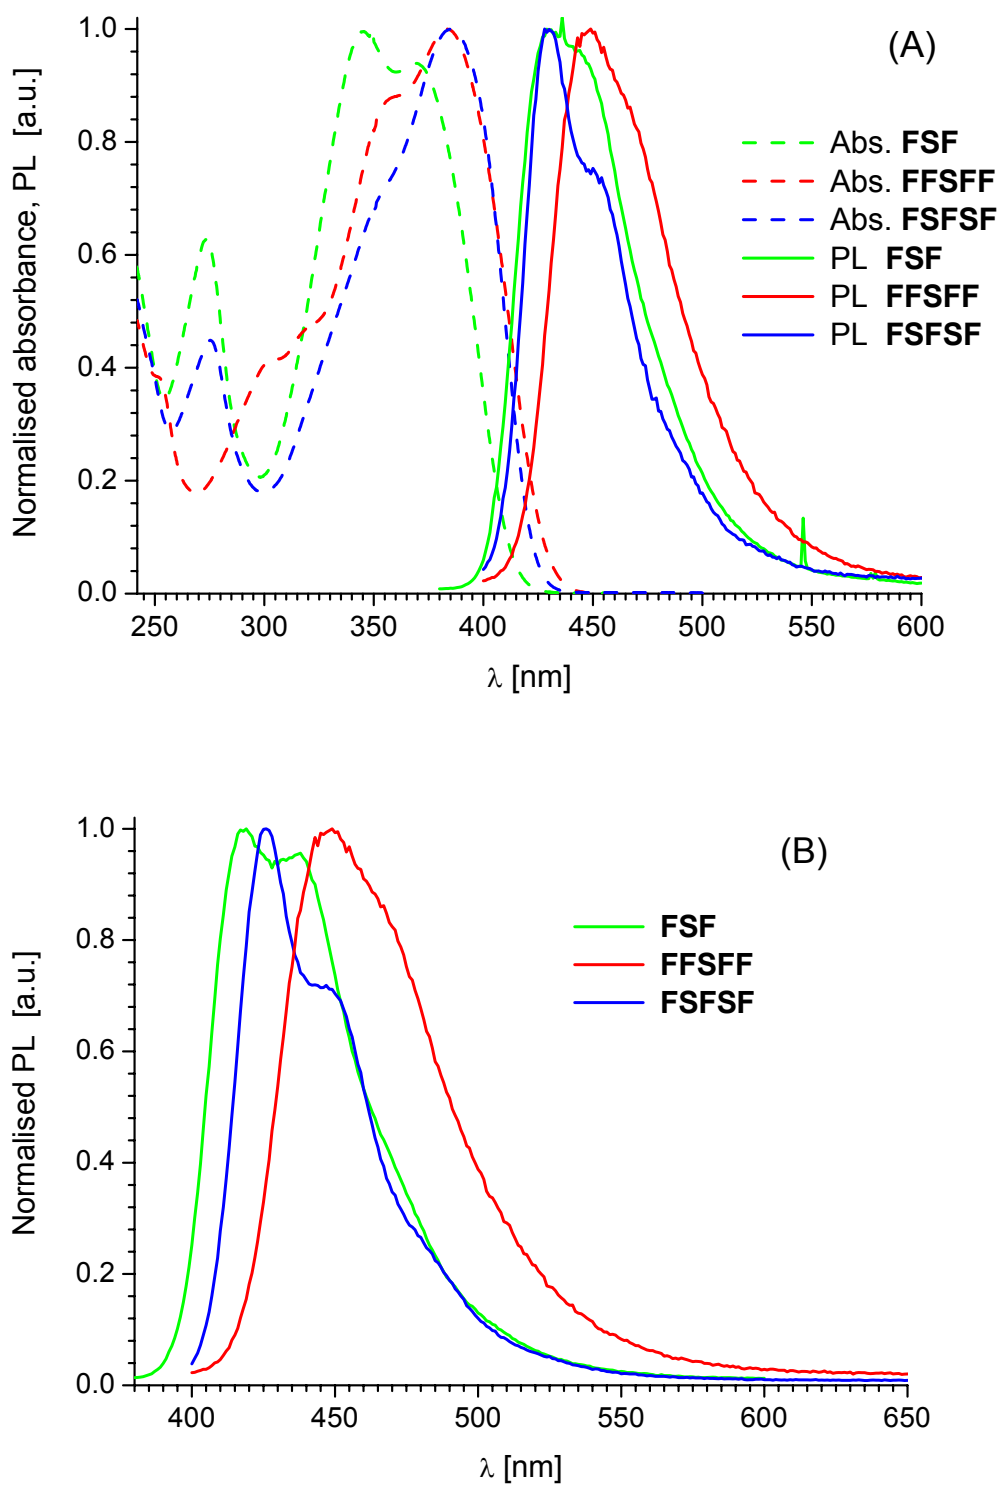 (A)
Normalised absorbance, PL [a.u.]
1.0
0.8
0.6
0.4
0.2
0.0
Abs. FSF
Abs. FFSFF
Abs. FSFSF
PL FSF
PL FFSFF
PL FSFSF
250 300 350 400 450 500 550 600
λ [nm]
(B)
Normalised PL [a.u.]
1.0
0.8
0.6
0.4
0.2
0.0
FSF
FFSFF
FSFSF
400 450 500 550 600 650
λ [nm]